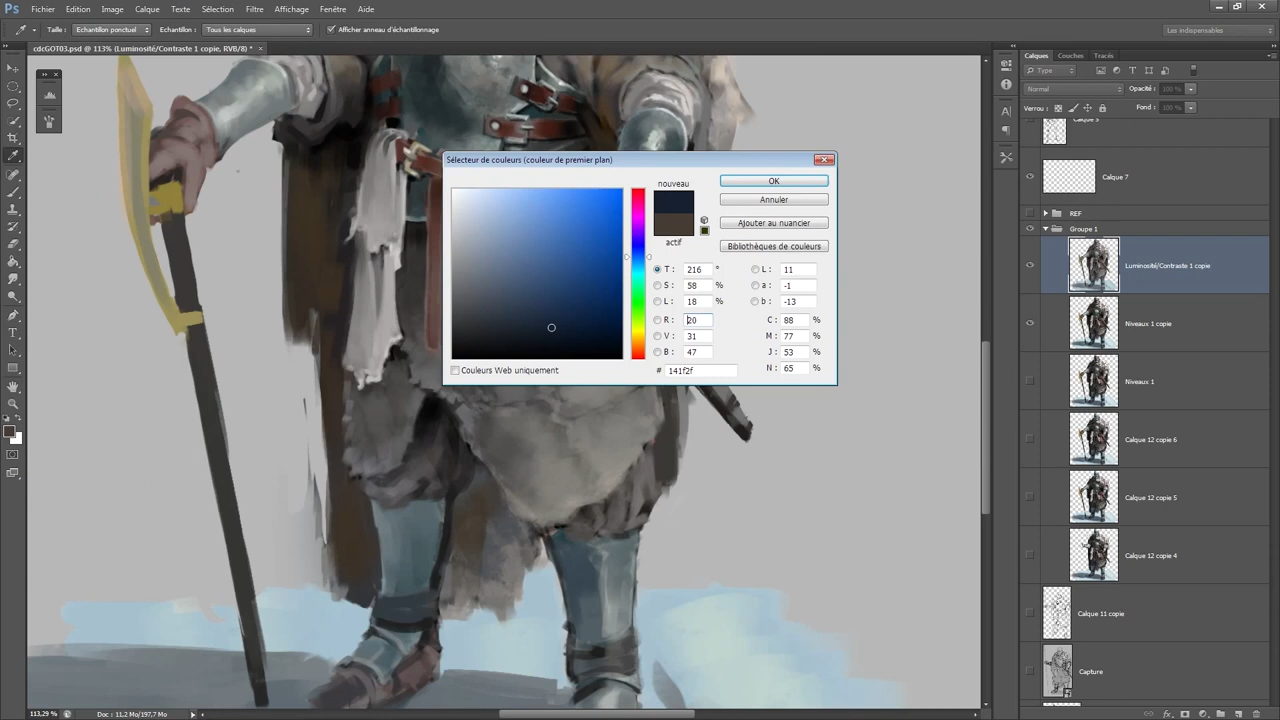 Ps Fichier Edition Image Calque Texte Sélection Filtre Affichage Fenêtre Aide
Taille : Echantillon ponctuel Echantillon : Tous les calques Afficher anneau d'échantillonnage Les indispensables
cdcGOT03.psd @ 113% (Luminosité/Contraste 1 copie, RVB/8) *
Calques Couches Tracés
Type
Normal Opacité : 100 %
Verrou : Fond : 100 %
Calque 7
REF
Groupe 1
Luminosité/Contraste 1 copie
Niveaux 1 copie
Niveaux 1
Calque 12 copie 6
Calque 12 copie 5
Calque 12 copie 4
Calque 11 copie
Capture
Sélecteur de couleurs (couleur de premier plan)
nouveau
actif
OK
Annuler
Ajouter au nuancier
Bibliothèques de couleurs
T : 216 ° L : 11
S : 58 % a : -1
L : 18 % b : -13
R : 20 C : 88 %
V : 31 M : 77 %
B : 47 J : 53 %
# 141f2f N : 65 %
Couleurs Web uniquement
113,29 % Doc : 11,2 Mo/197,7 Mo